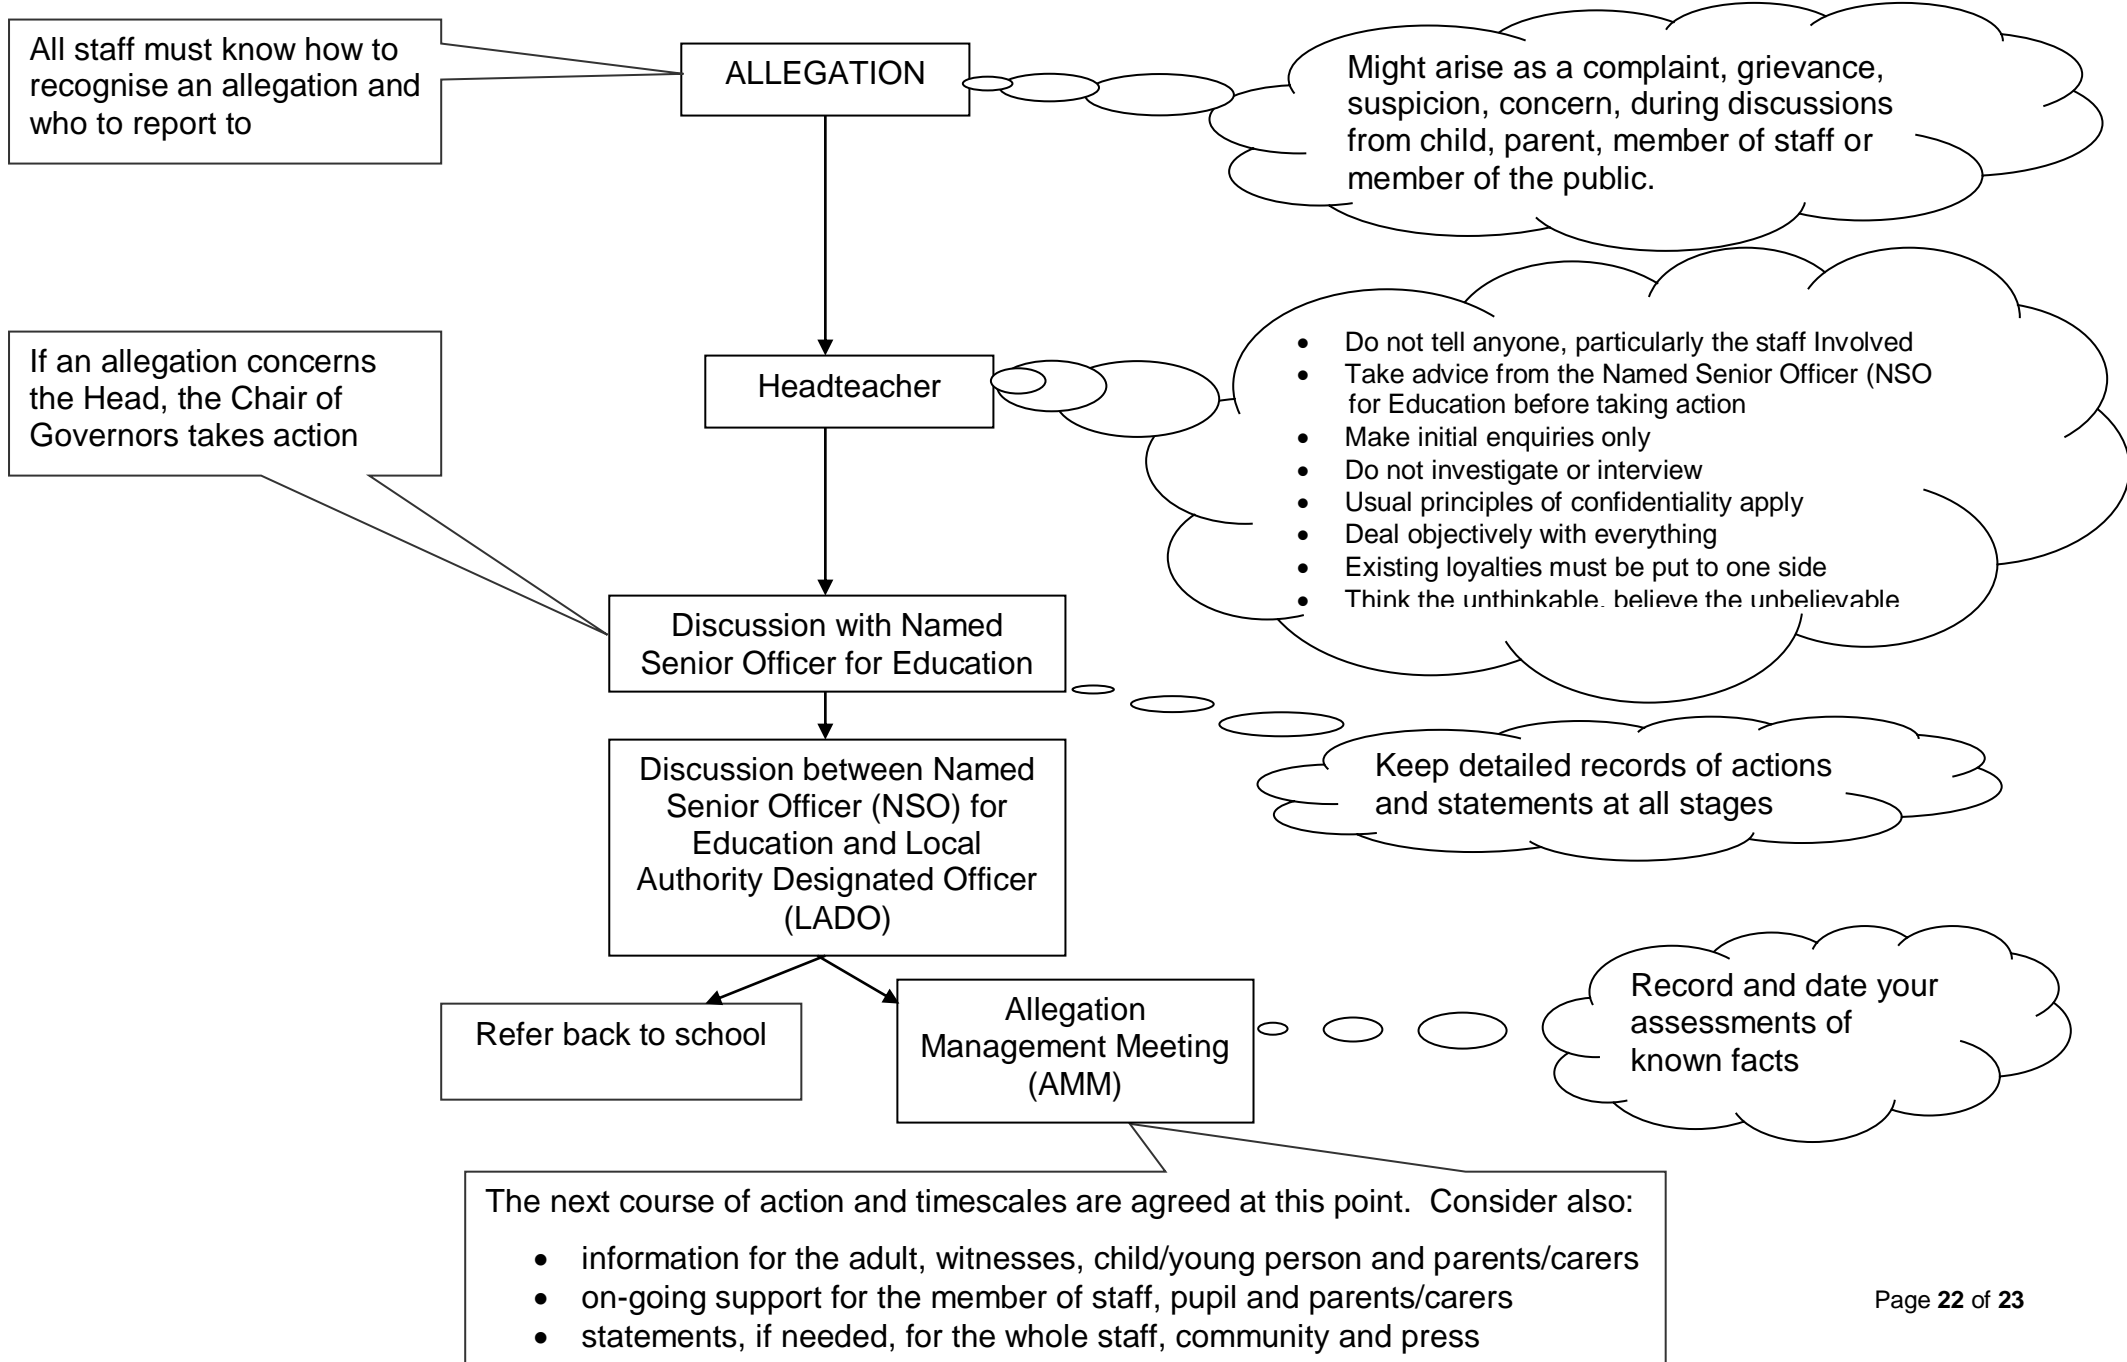 All staff must know how to
recognise an allegation and
who to report to
ALLEGATION
Might arise as a complaint, grievance,
suspicion, concern, during discussions
from child, parent, member of staff or
member of the public.
If an allegation concerns
the Head, the Chair of
Governors takes action
Headteacher
• Do not tell anyone, particularly the staff Involved
• Take advice from the Named Senior Officer (NSO
for Education before taking action
• Make initial enquiries only
• Do not investigate or interview
• Usual principles of confidentiality apply
• Deal objectively with everything
• Existing loyalties must be put to one side
• Think the unthinkable, believe the unbelievable
Discussion with Named
Senior Officer for Education
Keep detailed records of actions
and statements at all stages
Discussion between Named
Senior Officer (NSO) for
Education and Local
Authority Designated Officer
(LADO)
Refer back to school
Allegation
Management Meeting
(AMM)
Record and date your
assessments of
known facts
The next course of action and timescales are agreed at this point.  Consider also:
• information for the adult, witnesses, child/young person and parents/carers
• on-going support for the member of staff, pupil and parents/carers
• statements, if needed, for the whole staff, community and press
Page 22 of 23